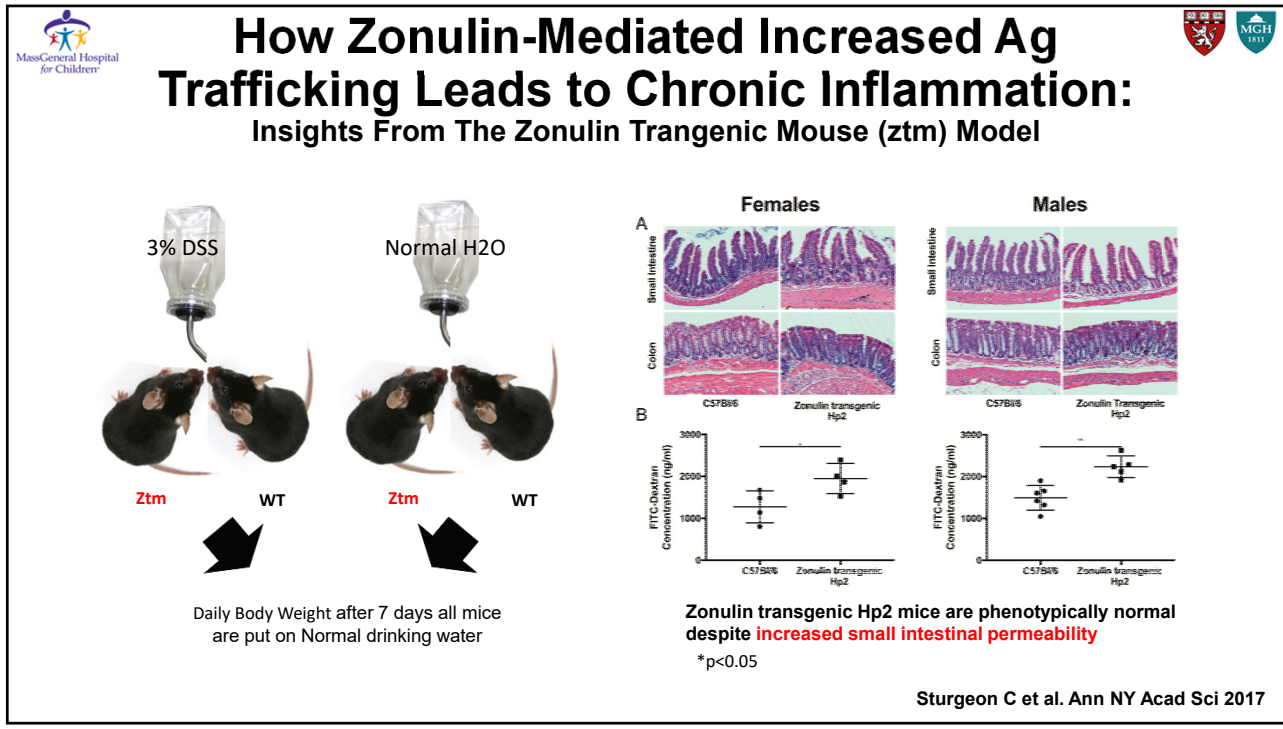 MassGeneral Hospital
for Children
MGH
1811
How Zonulin-Mediated Increased Ag
Trafficking Leads to Chronic Inflammation:
Insights From The Zonulin Trangenic Mouse (ztm) Model
3% DSS
Normal H2O
Ztm
WT
Ztm
WT
Daily Body Weight after 7 days all mice
are put on Normal drinking water
Females
Males
A
Small Intestine
Colon
C57Bl/6
Zonulin transgenic
Hp2
Small Intestine
Colon
C57Bl/6
Zonulin Transgenic
Hp2
B
FITC-Dextran
Concentration (ng/ml)
3000
2000
1000
0
C57Bl/6
Zonulin transgenic
Hp2
FITC-Dextran
Concentration (ng/ml)
3000
2000
1000
0
C57Bl/6
Zonulin transgenic
Hp2
Zonulin transgenic Hp2 mice are phenotypically normal
despite increased small intestinal permeability
*p<0.05
Sturgeon C et al. Ann NY Acad Sci 2017